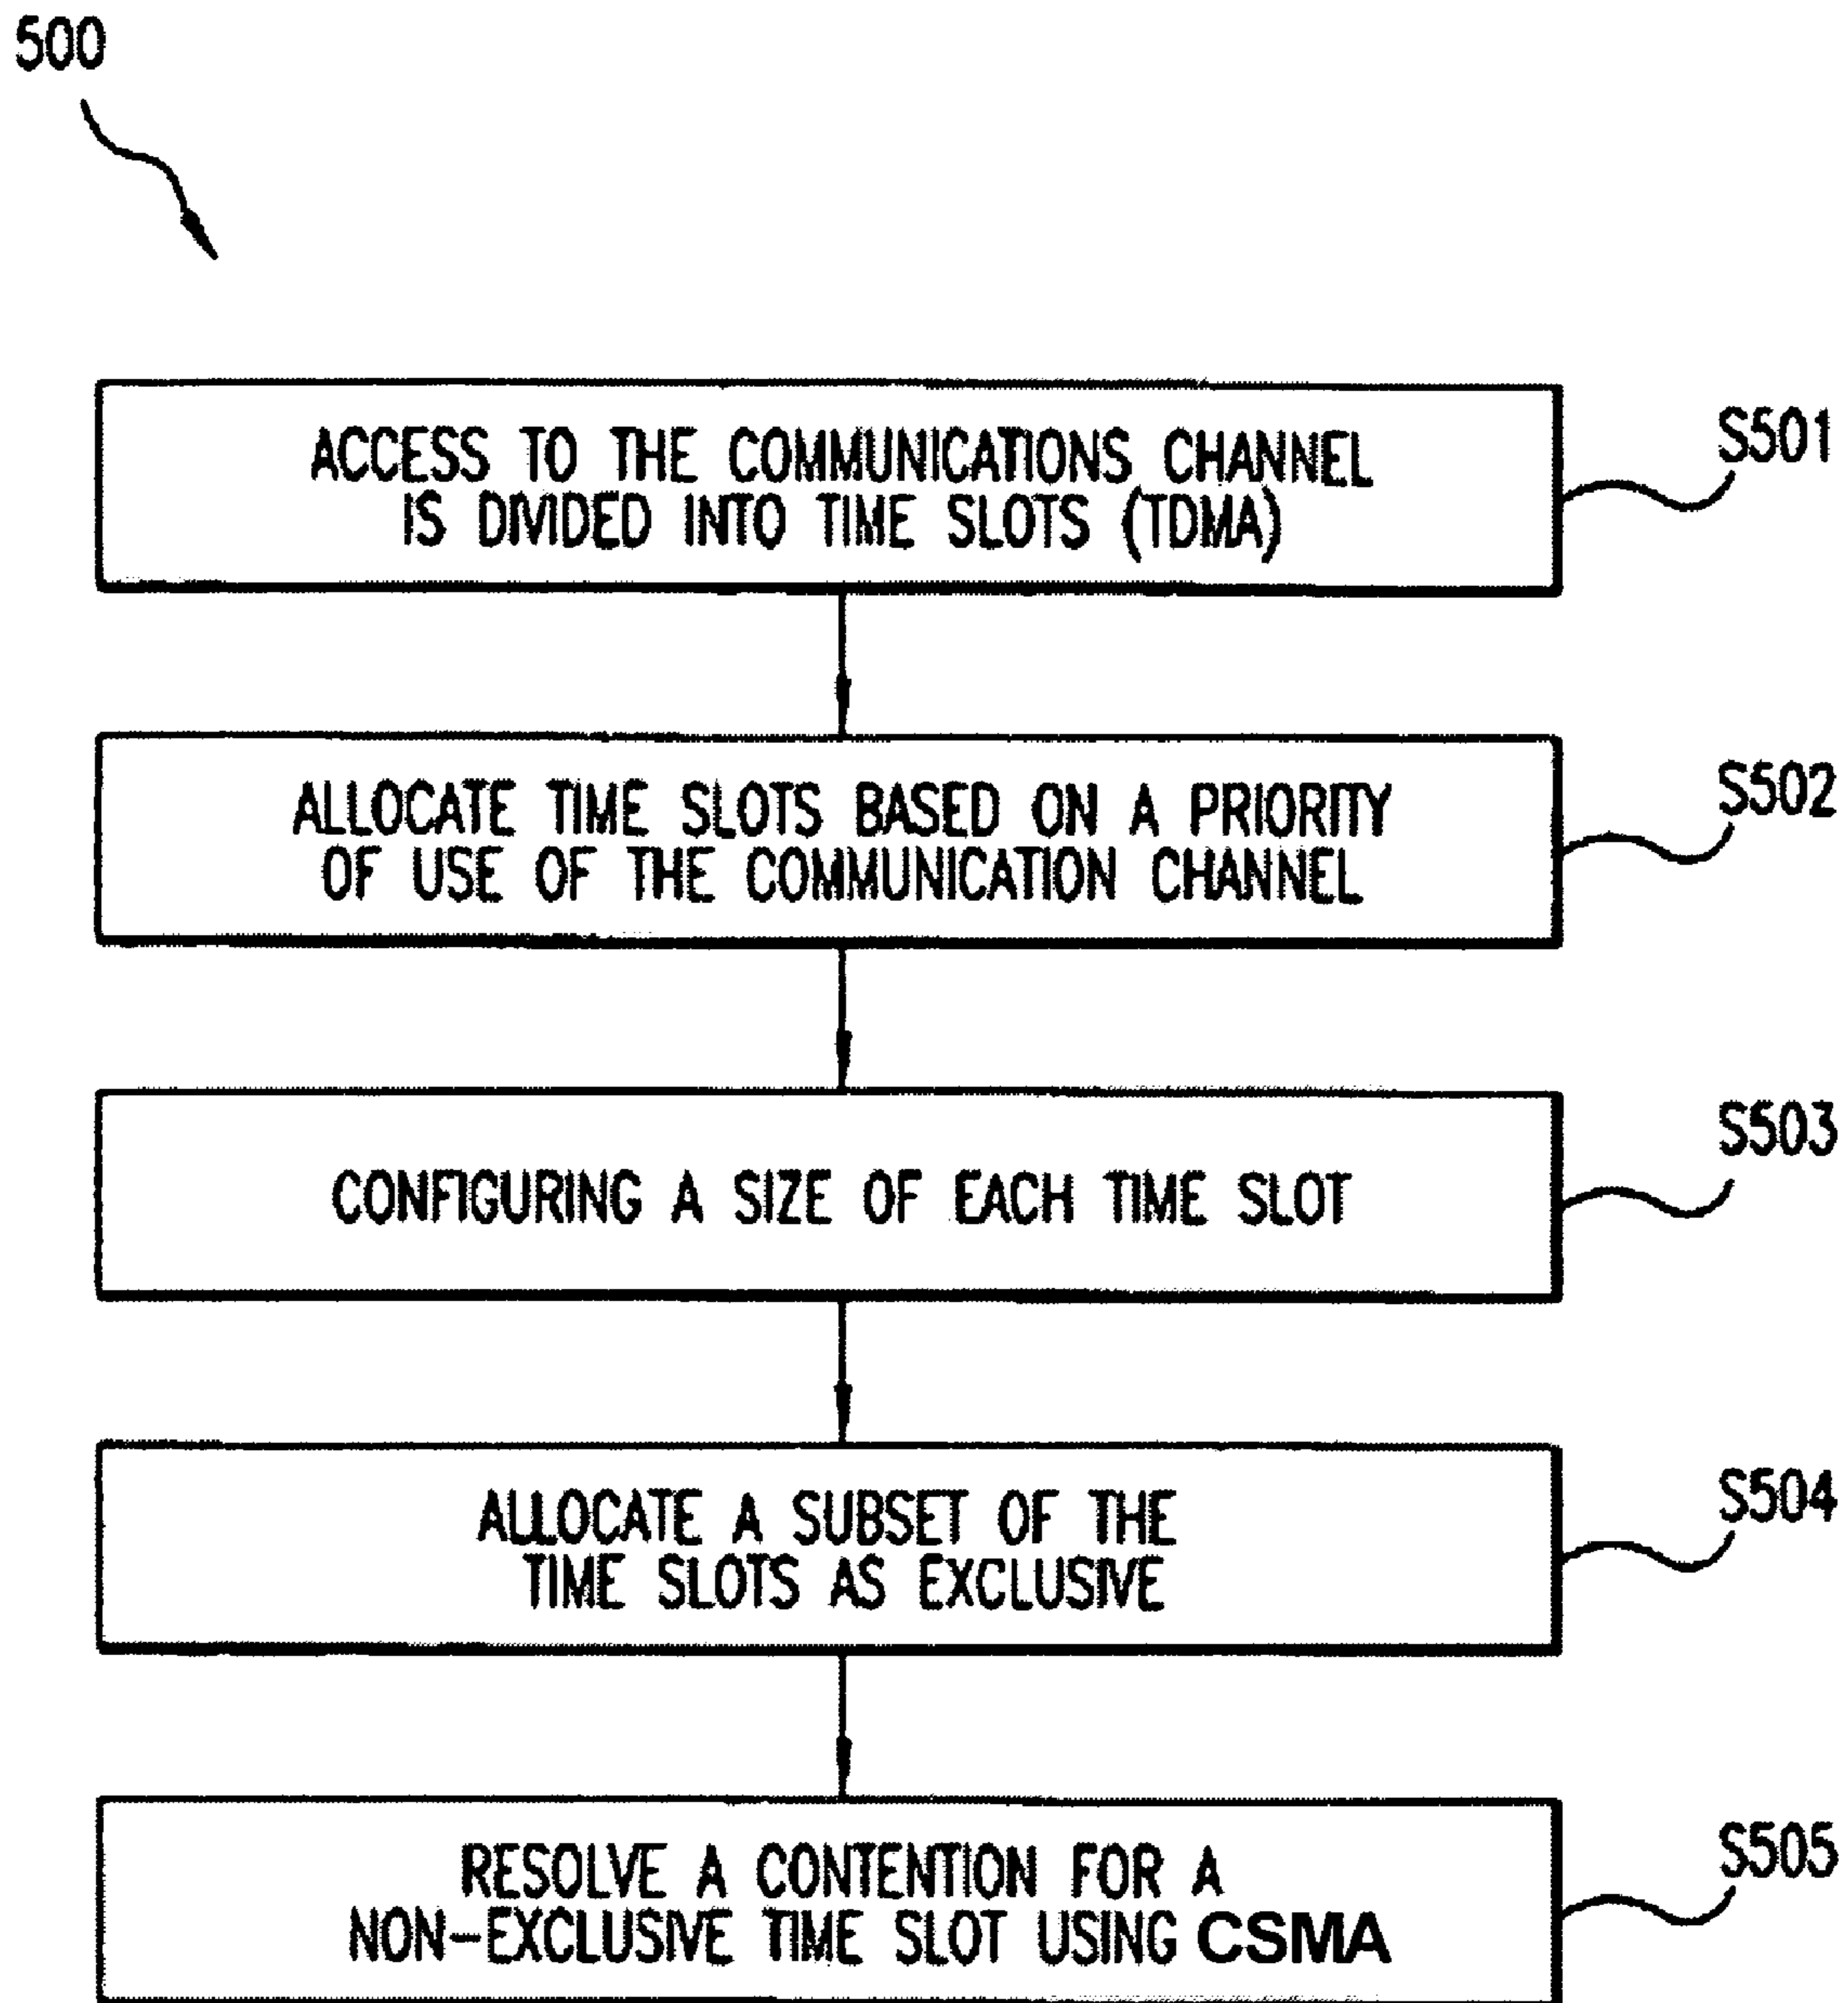 500
ACCESS TO THE COMMUNICATIONS CHANNEL
IS DIVIDED INTO TIME SLOTS (TDMA)
S501
ALLOCATE TIME SLOTS BASED ON A PRIORITY
OF USE OF THE COMMUNICATION CHANNEL
S502
CONFIGURING A SIZE OF EACH TIME SLOT
S503
ALLOCATE A SUBSET OF THE
TIME SLOTS AS EXCLUSIVE
S504
RESOLVE A CONTENTION FOR A
NON-EXCLUSIVE TIME SLOT USING CSMA
S505